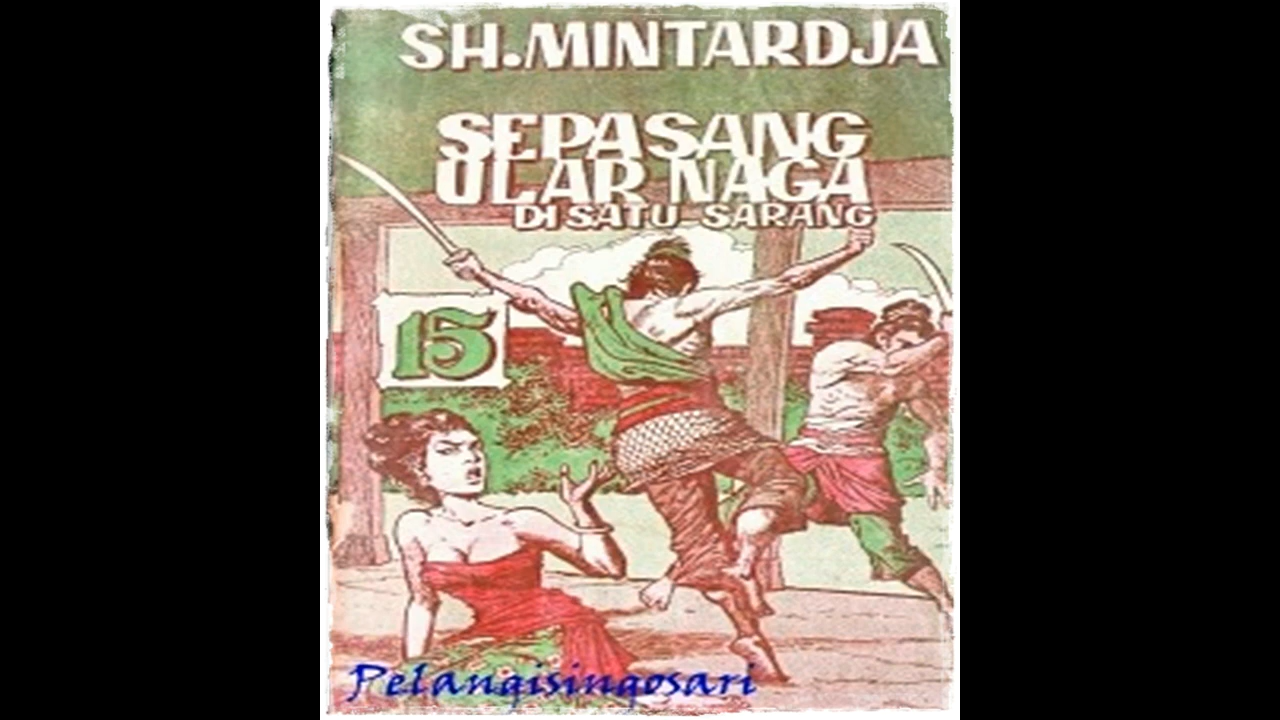 SH.MINTARDJA
SEPASANG
ULAR NAGA
DI SATU SARANG
15
Pelangisingosari